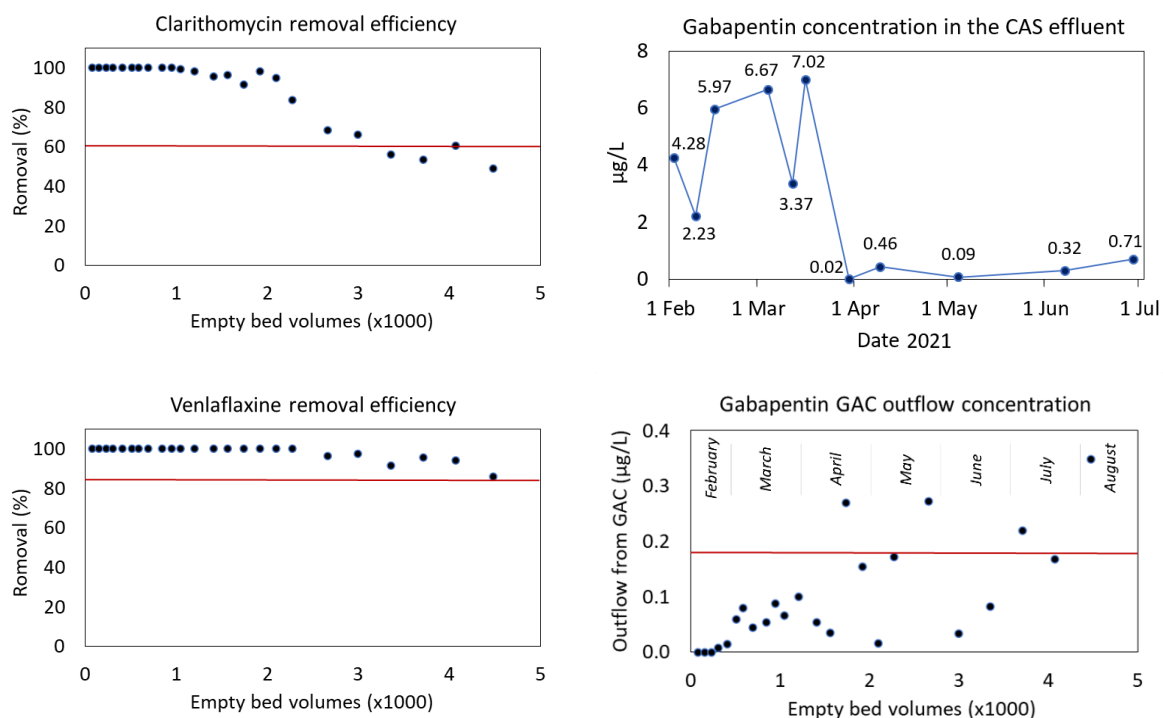 Clarithomycin removal efficiency
Romoval (%)
100
80
60
40
20
0
0 1 2 3 4 5
Empty bed volumes (x1000)
Gabapentin concentration in the CAS effluent
µg/L
8
6
4
2
0
4.28
2.23
5.97
6.67
3.37
7.02
0.02
0.46
0.09
0.32
0.71
1 Feb 1 Mar 1 Apr 1 May 1 Jun 1 Jul
Date 2021
Venlaflaxine removal efficiency
Romoval (%)
100
80
60
40
20
0
0 1 2 3 4 5
Empty bed volumes (x1000)
Gabapentin GAC outflow concentration
Outflow from GAC (µg/L)
0.4
0.3
0.2
0.1
0.0
February
March
April
May
June
July
August
0 1 2 3 4 5
Empty bed volumes (x1000)